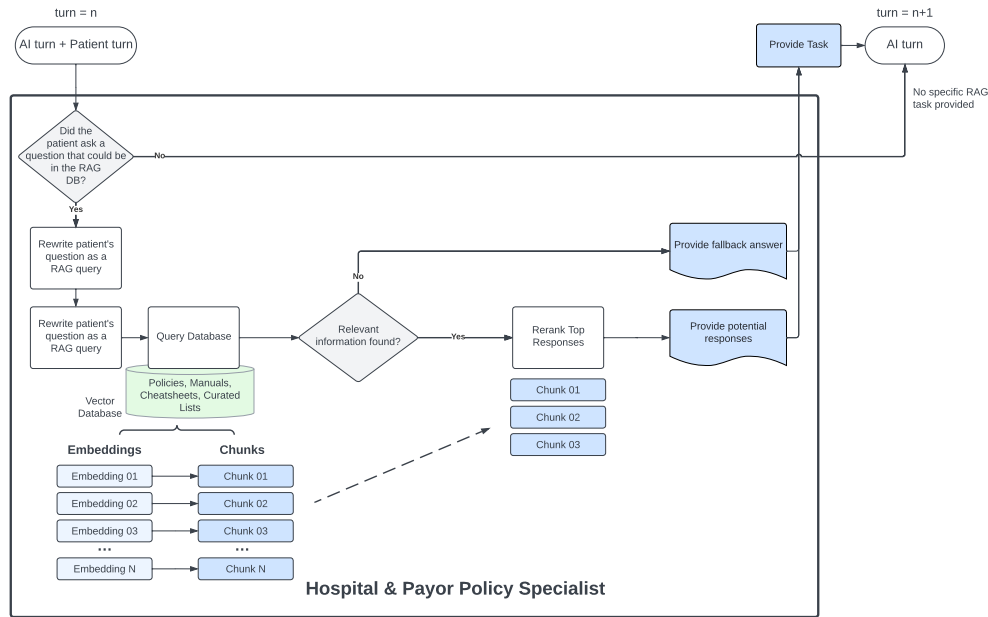 turn = n
turn = n+1
AI turn + Patient turn
Provide Task
AI turn
No specific RAG
task provided
Did the
patient ask a
question that could be
in the RAG
DB?
No
Yes
Rewrite patient's
question as a
RAG query
Provide fallback answer
No
Rewrite patient's
question as a
RAG query
Query Database
Relevant
information found?
Yes
Rerank Top
Responses
Provide potential
responses
Policies, Manuals,
Cheatsheets, Curated
Lists
Vector
Database
Chunk 01
Chunk 02
Chunk 03
Embeddings
Chunks
Embedding 01
Chunk 01
Embedding 02
Chunk 02
Embedding 03
Chunk 03
...
...
Embedding N
Chunk N
Hospital & Payor Policy Specialist